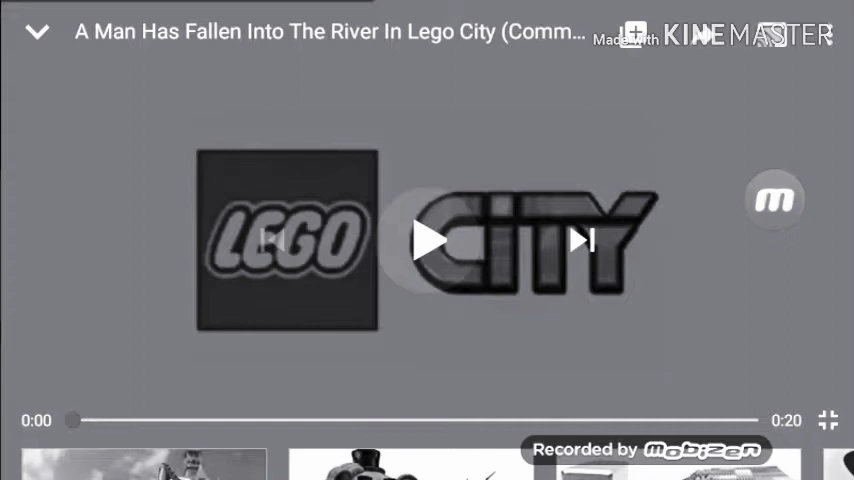 A Man Has Fallen Into The River In Lego City (Comm...
Made with KINEMASTER
LEGO CITY
m
0:00
0:20
Recorded by mobizen